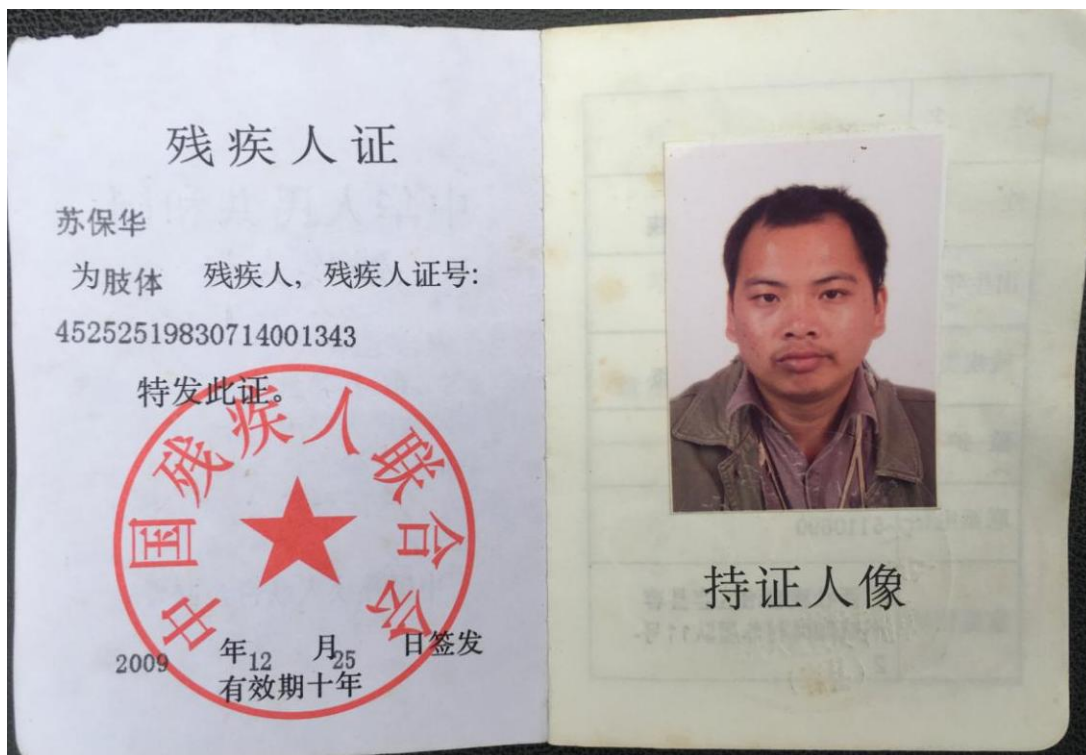 残疾人证
苏保华
为肢体 残疾人，残疾人证号：
45252519830714001343
特发此证。
中国残疾人联合会
2009 年12 月25 日签发
有效期十年
持证人像